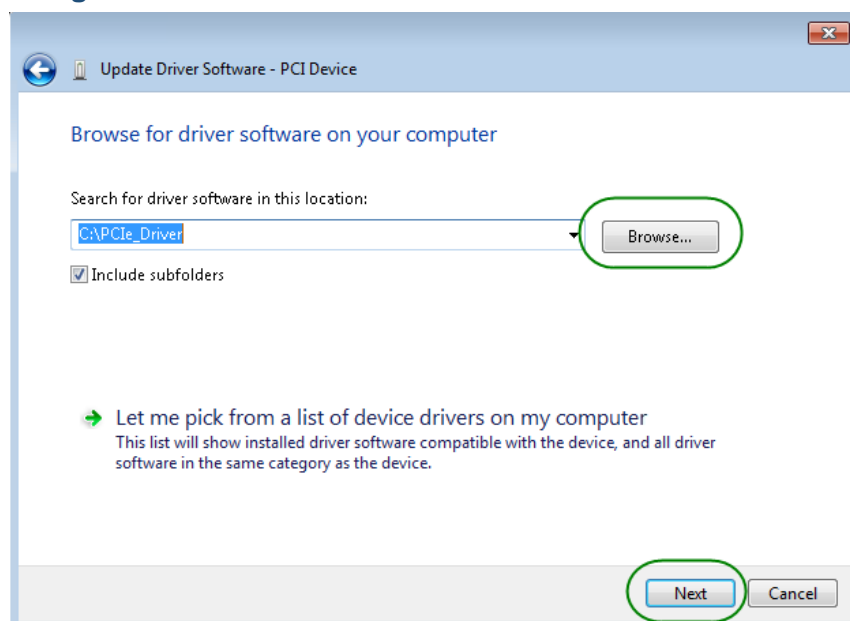 Update Driver Software - PCI Device
Browse for driver software on your computer
Search for driver software in this location:
C:\PCIe_Driver
Browse...
Include subfolders
Let me pick from a list of device drivers on my computer
This list will show installed driver software compatible with the device, and all driver
software in the same category as the device.
Next
Cancel